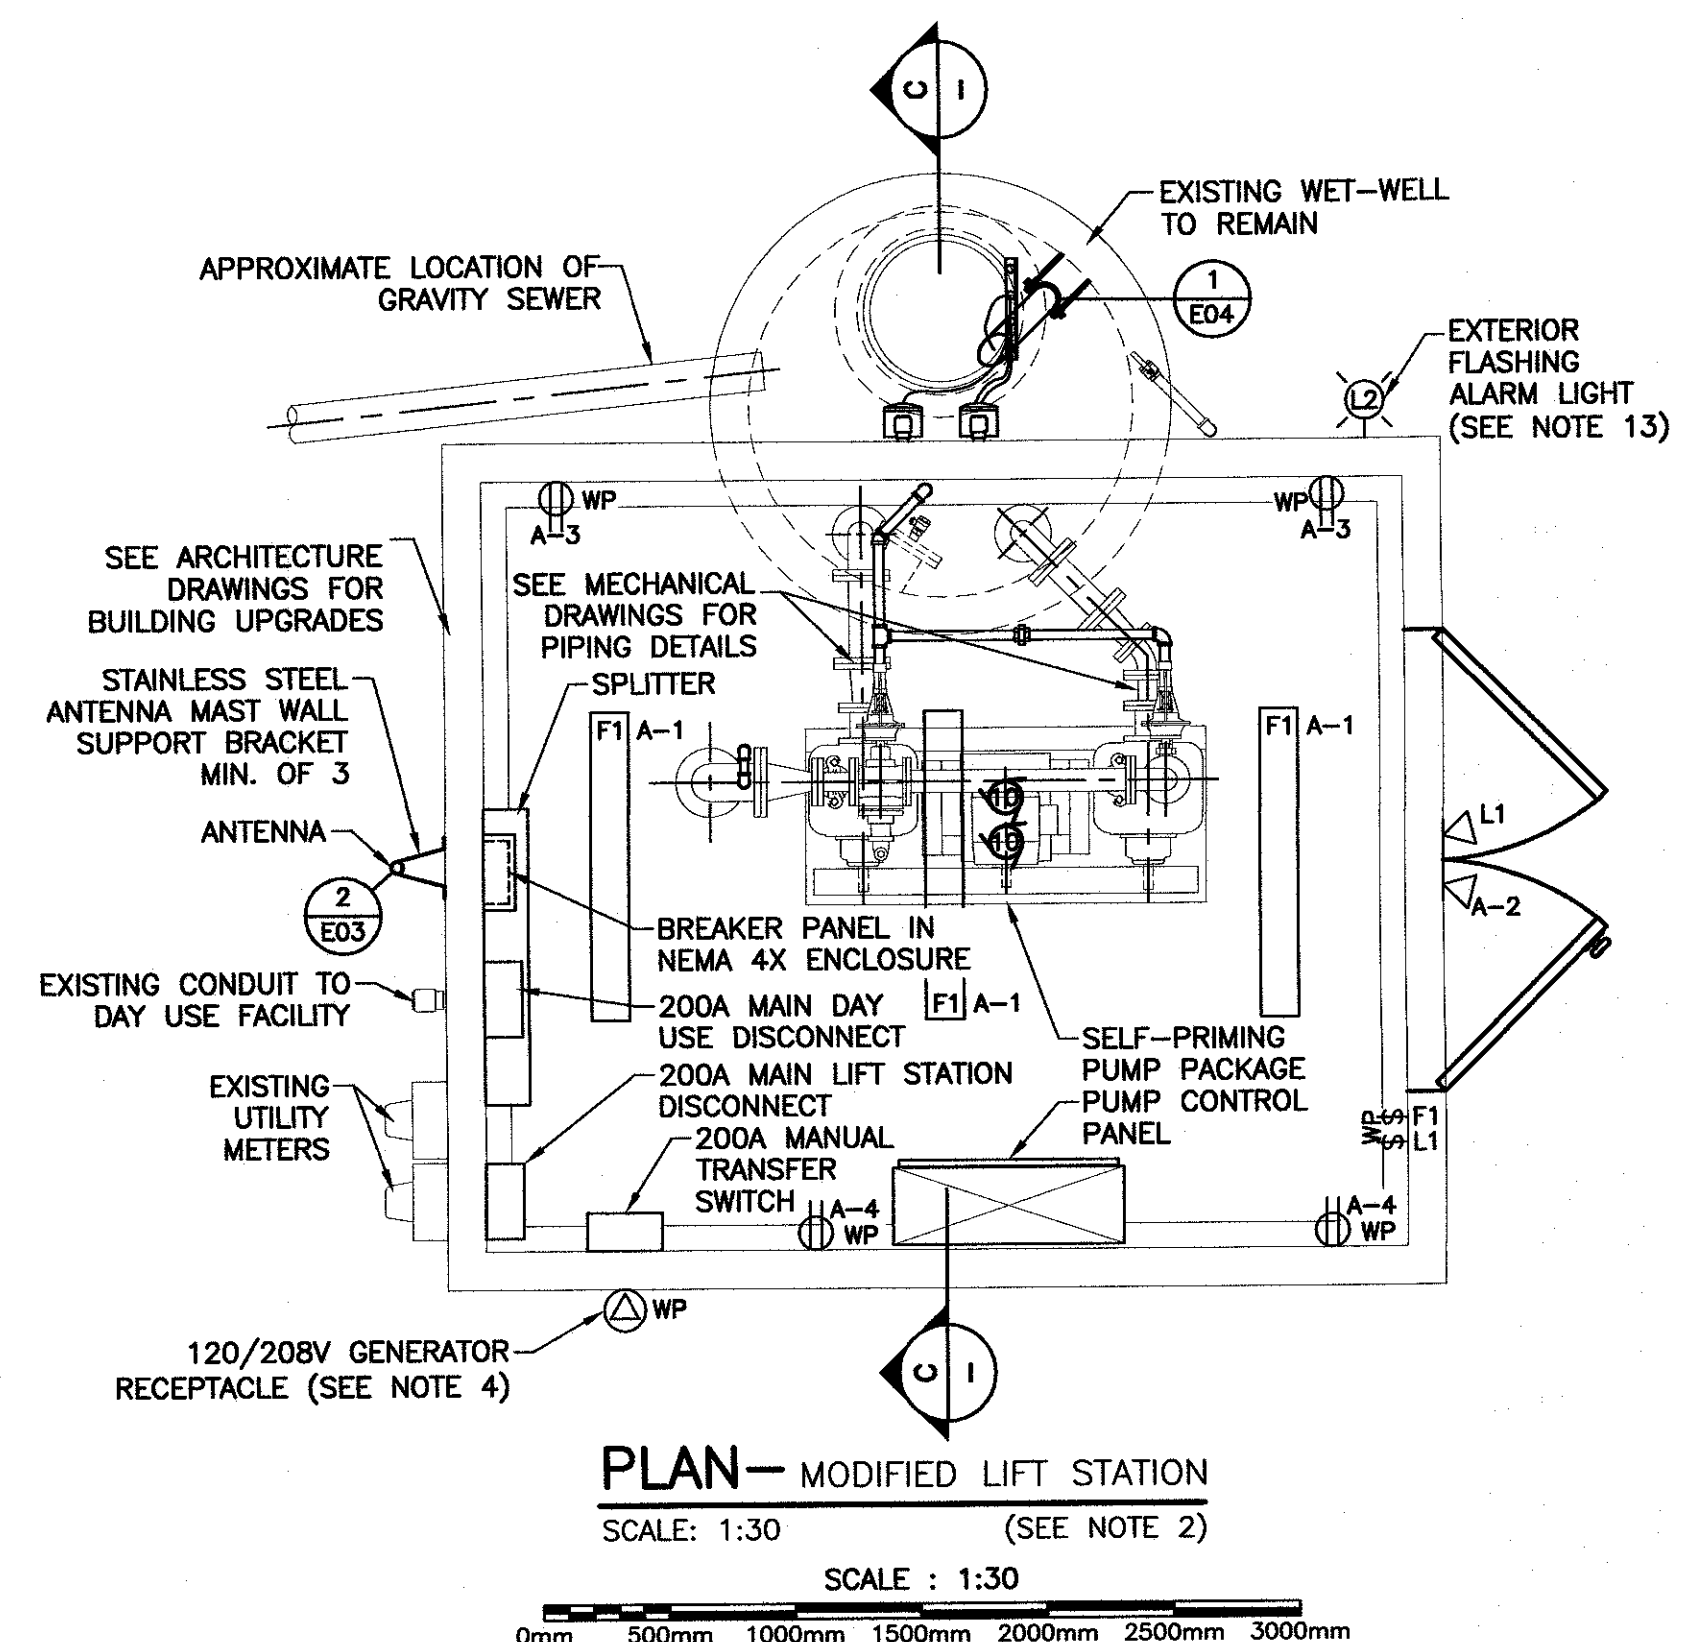 C
–
EXISTING WET-WELL
TO REMAIN
APPROXIMATE LOCATION OF
GRAVITY SEWER
1
E04
EXTERIOR
FLASHING
ALARM LIGHT
(SEE NOTE 13)
L2
WP
A-3
WP
A-3
SEE ARCHITECTURE
DRAWINGS FOR
BUILDING UPGRADES
SEE MECHANICAL
DRAWINGS FOR
PIPING DETAILS
STAINLESS STEEL
ANTENNA MAST WALL
SUPPORT BRACKET
MIN. OF 3
SPLITTER
F1 A-1
F1 A-1
10
10
L1
A-2
ANTENNA
2
E03
BREAKER PANEL IN
NEMA 4X ENCLOSURE
EXISTING CONDUIT TO
DAY USE FACILITY
200A MAIN DAY
USE DISCONNECT
F1 A-1
SELF-PRIMING
PUMP PACKAGE
PUMP CONTROL
PANEL
EXISTING
UTILITY
METERS
200A MAIN LIFT STATION
DISCONNECT
200A MANUAL
TRANSFER
SWITCH
A-4
WP
WP
S F1
S L1
A-4
WP
WP
120/208V GENERATOR
RECEPTACLE (SEE NOTE 4)
C
–
PLAN- MODIFIED LIFT STATION
SCALE: 1:30 (SEE NOTE 2)
SCALE : 1:30
0mm 500mm 1000mm 1500mm 2000mm 2500mm 3000mm